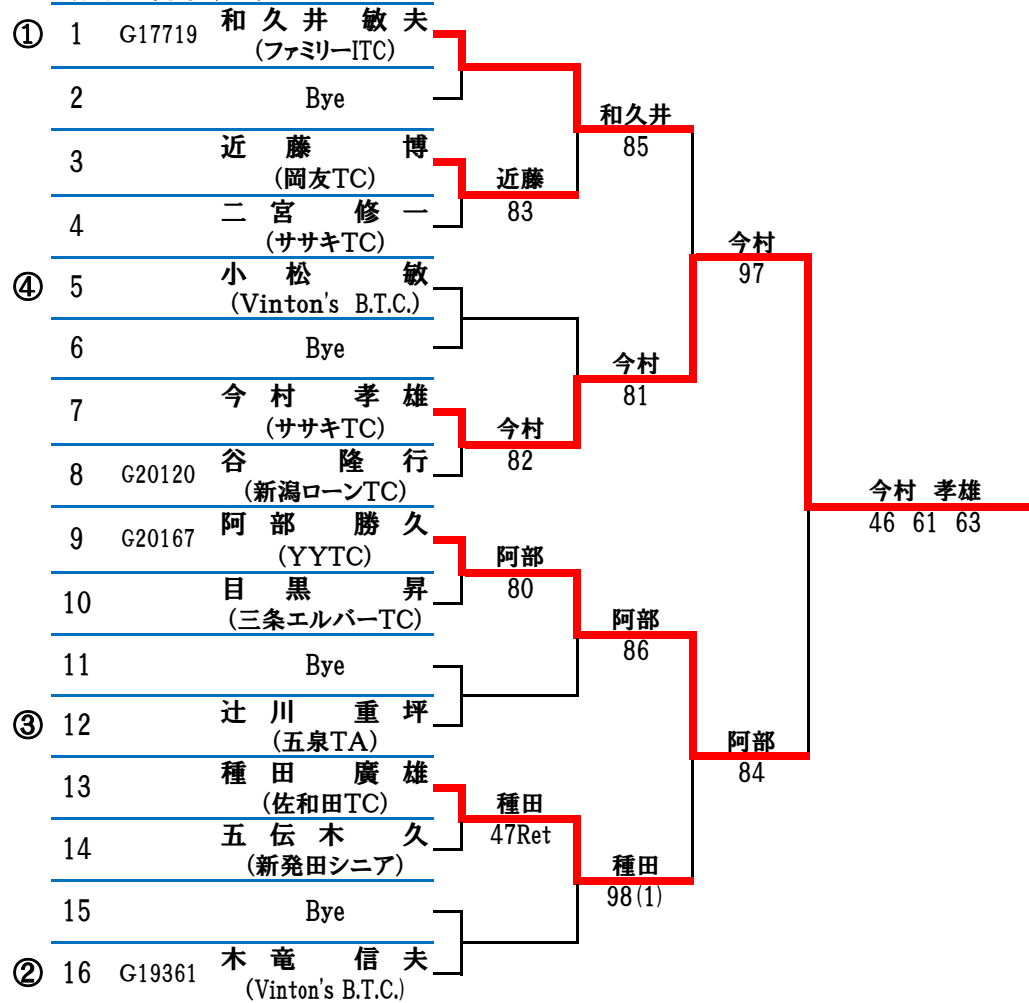 ① 1 G17719 和久井 敏夫
(ファミリーITC)
2 Bye
和久井
85
3 近藤 博
(岡友TC)
近藤
83
4 二宮 修一
(ササキTC)
今村
97
④ 5 小松 敏
(Vinton's B.T.C.)
6 Bye
今村
81
7 今村 孝雄
(ササキTC)
今村
82
8 G20120 谷 隆行
(新潟ローンTC)
今村 孝雄
46 61 63
9 G20167 阿部 勝久
(YYTC)
阿部
80
10 目黒 昇
(三条エルバーTC)
阿部
86
11 Bye
③ 12 辻川 重坪
(五泉TA)
阿部
84
13 種田 廣雄
(佐和田TC)
種田
47Ret
14 五伝木 久
(新発田シニア)
種田
98(1)
15 Bye
② 16 G19361 木竜 信夫
(Vinton's B.T.C.)